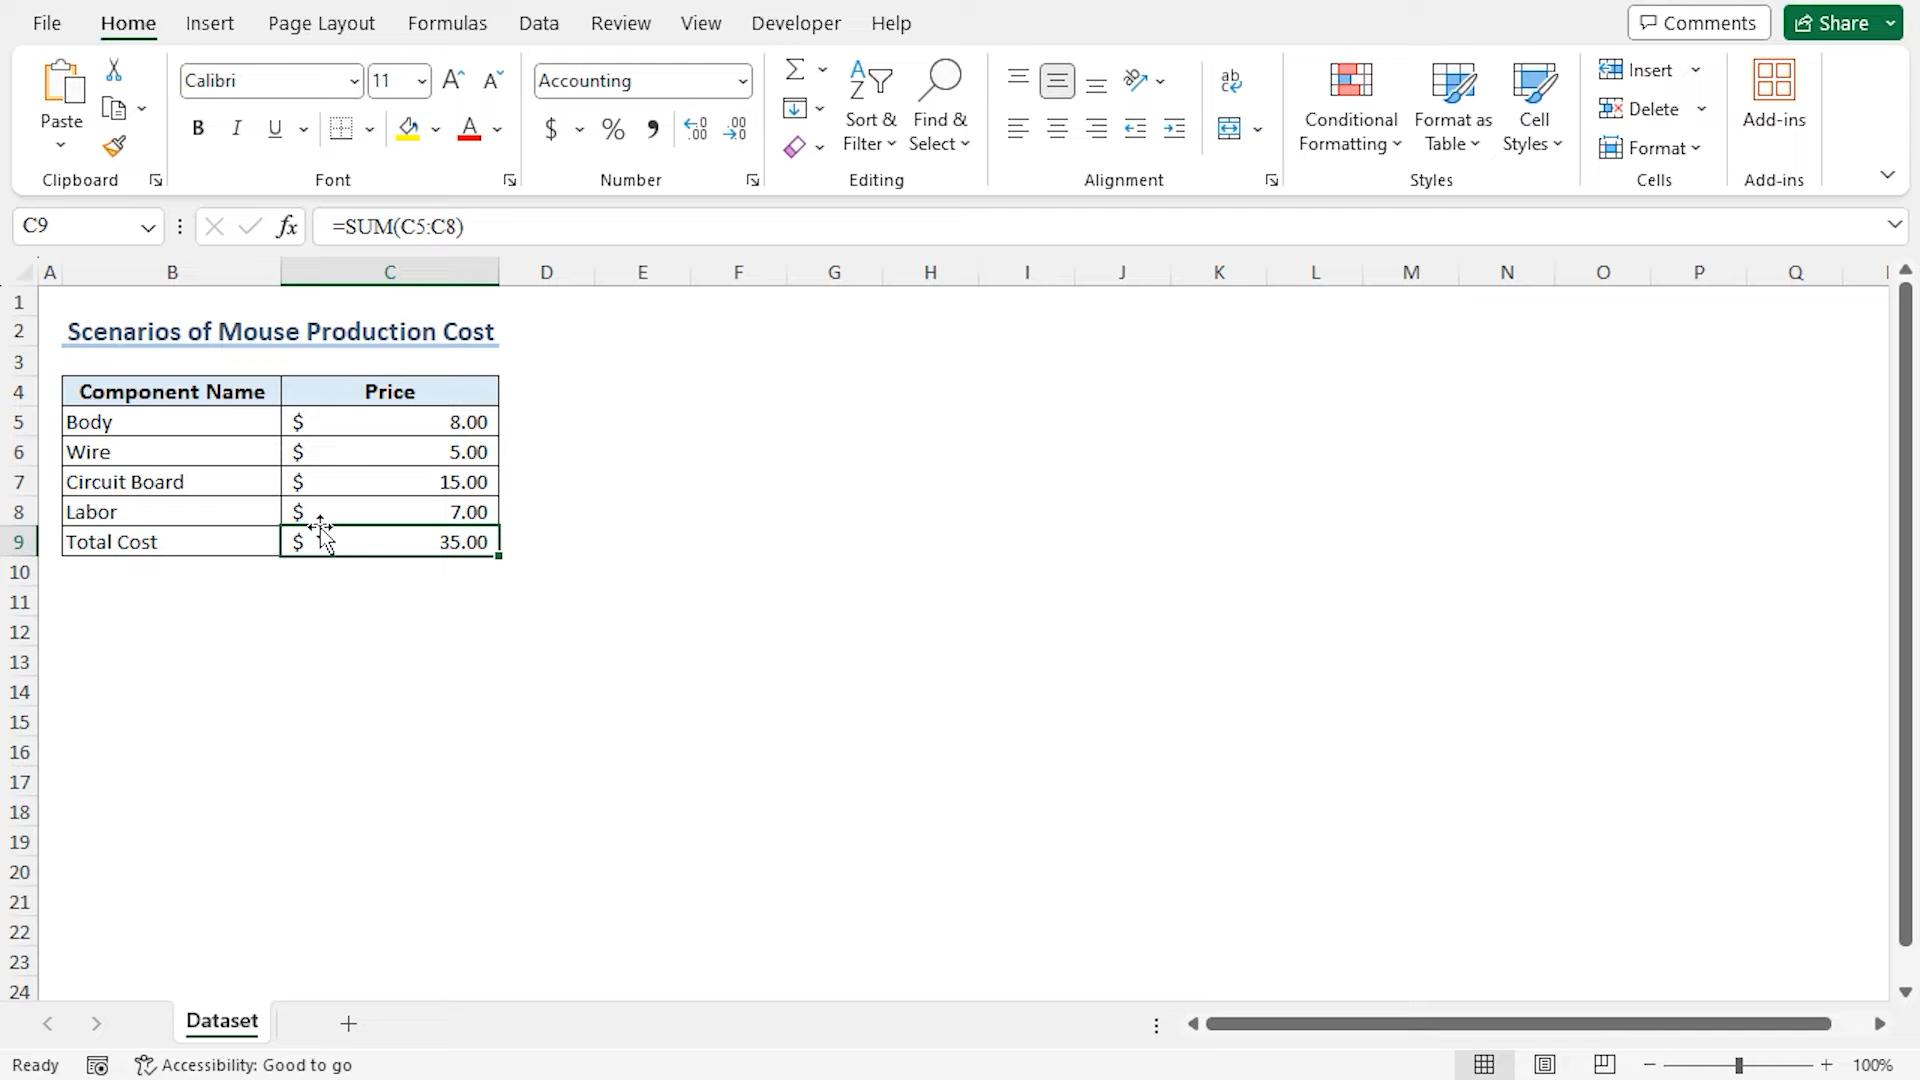 File Home Insert Page Layout Formulas Data Review View Developer Help Comments Share
Calibri 11 Accounting
Paste
B I U $ % ,
Sort & Filter
Find & Select
ab
Conditional Formatting
Format as Table
Cell Styles
Insert
Delete
Format
Add-ins
Clipboard Font Number Editing Alignment Styles Cells Add-ins
C9 fx =SUM(C5:C8)
A B C D E F G H I J K L M N O P Q
1
2 Scenarios of Mouse Production Cost
3
4 Component Name Price
5 Body $ 8.00
6 Wire $ 5.00
7 Circuit Board $ 15.00
8 Labor $ 7.00
9 Total Cost $ 35.00
10
11
12
13
14
15
16
17
18
19
20
21
22
23
24
Dataset
Ready Accessibility: Good to go 100%